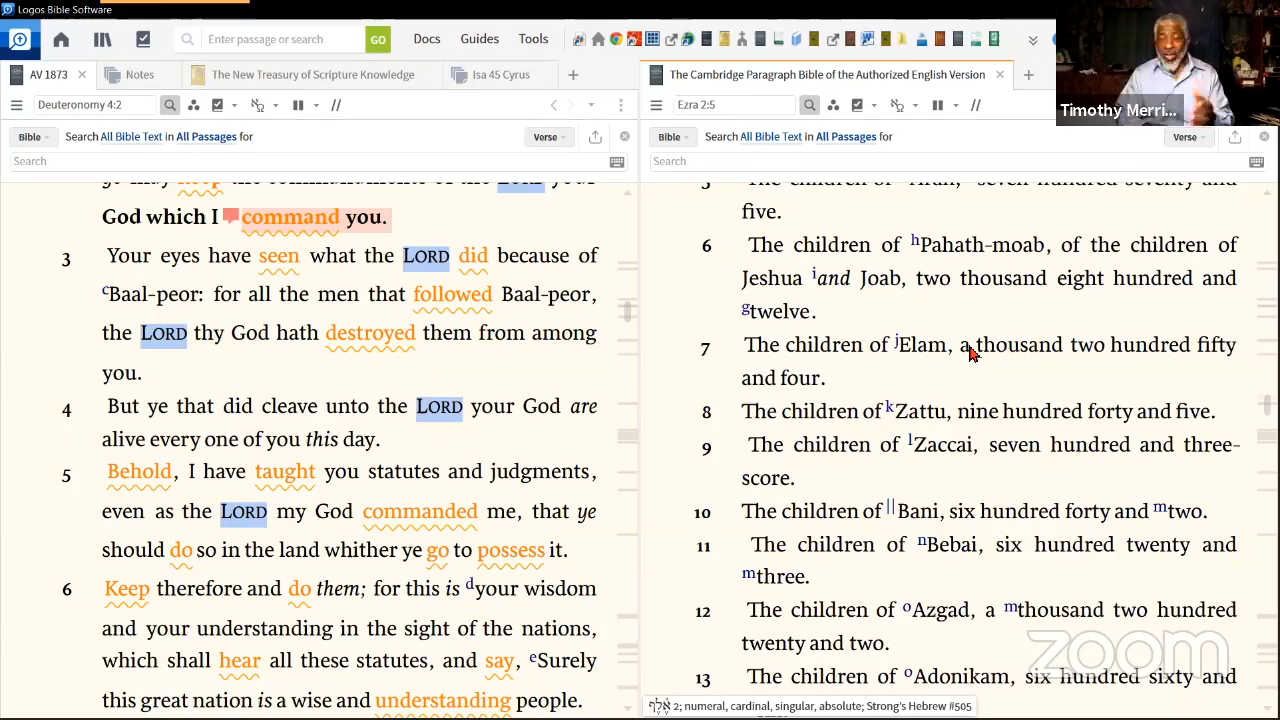 Logos Bible Software
Enter passage or search GO Docs Guides Tools
AV 1873 Notes The New Treasury of Scripture Knowledge Isa 45 Cyrus
Deuteronomy 4:2
Bible Search All Bible Text in All Passages for Verse
Search
God which I command you.
3 Your eyes have seen what the LORD did because of
cBaal-peor: for all the men that followed Baal-peor,
the LORD thy God hath destroyed them from among
you.
4 But ye that did cleave unto the LORD your God are
alive every one of you this day.
5 Behold, I have taught you statutes and judgments,
even as the LORD my God commanded me, that ye
should do so in the land whither ye go to possess it.
6 Keep therefore and do them; for this is dyour wisdom
and your understanding in the sight of the nations,
which shall hear all these statutes, and say, eSurely
this great nation is a wise and understanding people.
The Cambridge Paragraph Bible of the Authorized English Version
Ezra 2:5
Bible Search All Bible Text in All Passages for Verse
Search
five.
6 The children of hPahath-moab, of the children of
Jeshua iand Joab, two thousand eight hundred and
gtwelve.
7 The children of jElam, a thousand two hundred fifty
and four.
8 The children of kZattu, nine hundred forty and five.
9 The children of lZaccai, seven hundred and three-
score.
10 The children of ||Bani, six hundred forty and mtwo.
11 The children of nBebai, six hundred twenty and
mthree.
12 The children of oAzgad, a mthousand two hundred
twenty and two.
13 The children of oAdonikam, six hundred sixty and
אֶלֶף 2; numeral, cardinal, singular, absolute; Strong's Hebrew #505
Timothy Merri...
zoom